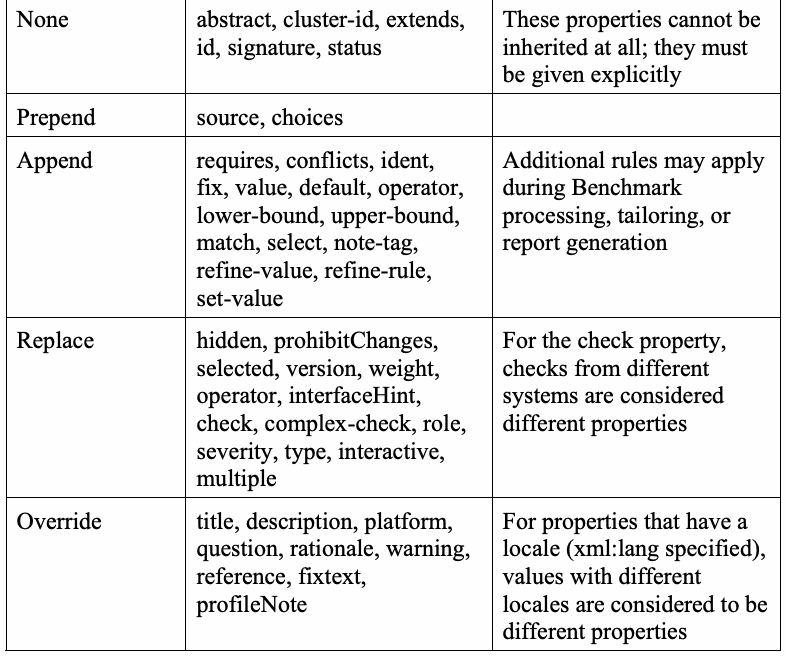 None
abstract, cluster-id, extends,
id, signature, status
These properties cannot be
inherited at all; they must
be given explicitly
Prepend
source, choices
Append
requires, conflicts, ident,
fix, value, default, operator,
lower-bound, upper-bound,
match, select, note-tag,
refine-value, refine-rule,
set-value
Additional rules may apply
during Benchmark
processing, tailoring, or
report generation
Replace
hidden, prohibitChanges,
selected, version, weight,
operator, interfaceHint,
check, complex-check, role,
severity, type, interactive,
multiple
For the check property,
checks from different
systems are considered
different properties
Override
title, description, platform,
question, rationale, warning,
reference, fixtext,
profileNote
For properties that have a
locale (xml:lang specified),
values with different
locales are considered to be
different properties